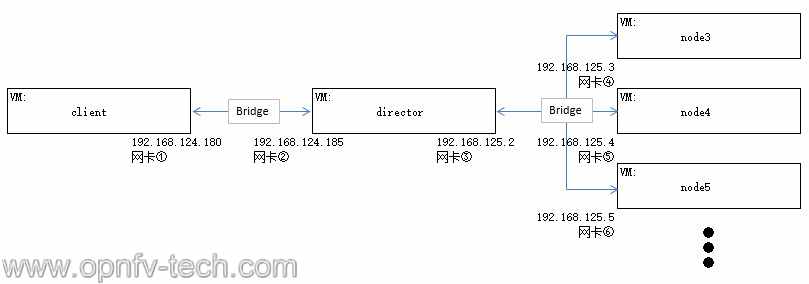 VM:
node3
192.168.125.3
网卡④
VM:
client
Bridge
VM:
director
Bridge
VM:
node4
192.168.124.180
网卡①
192.168.124.185
网卡②
192.168.125.2
网卡③
192.168.125.4
网卡⑤
VM:
node5
192.168.125.5
网卡⑥
www.opnfv-tech.com